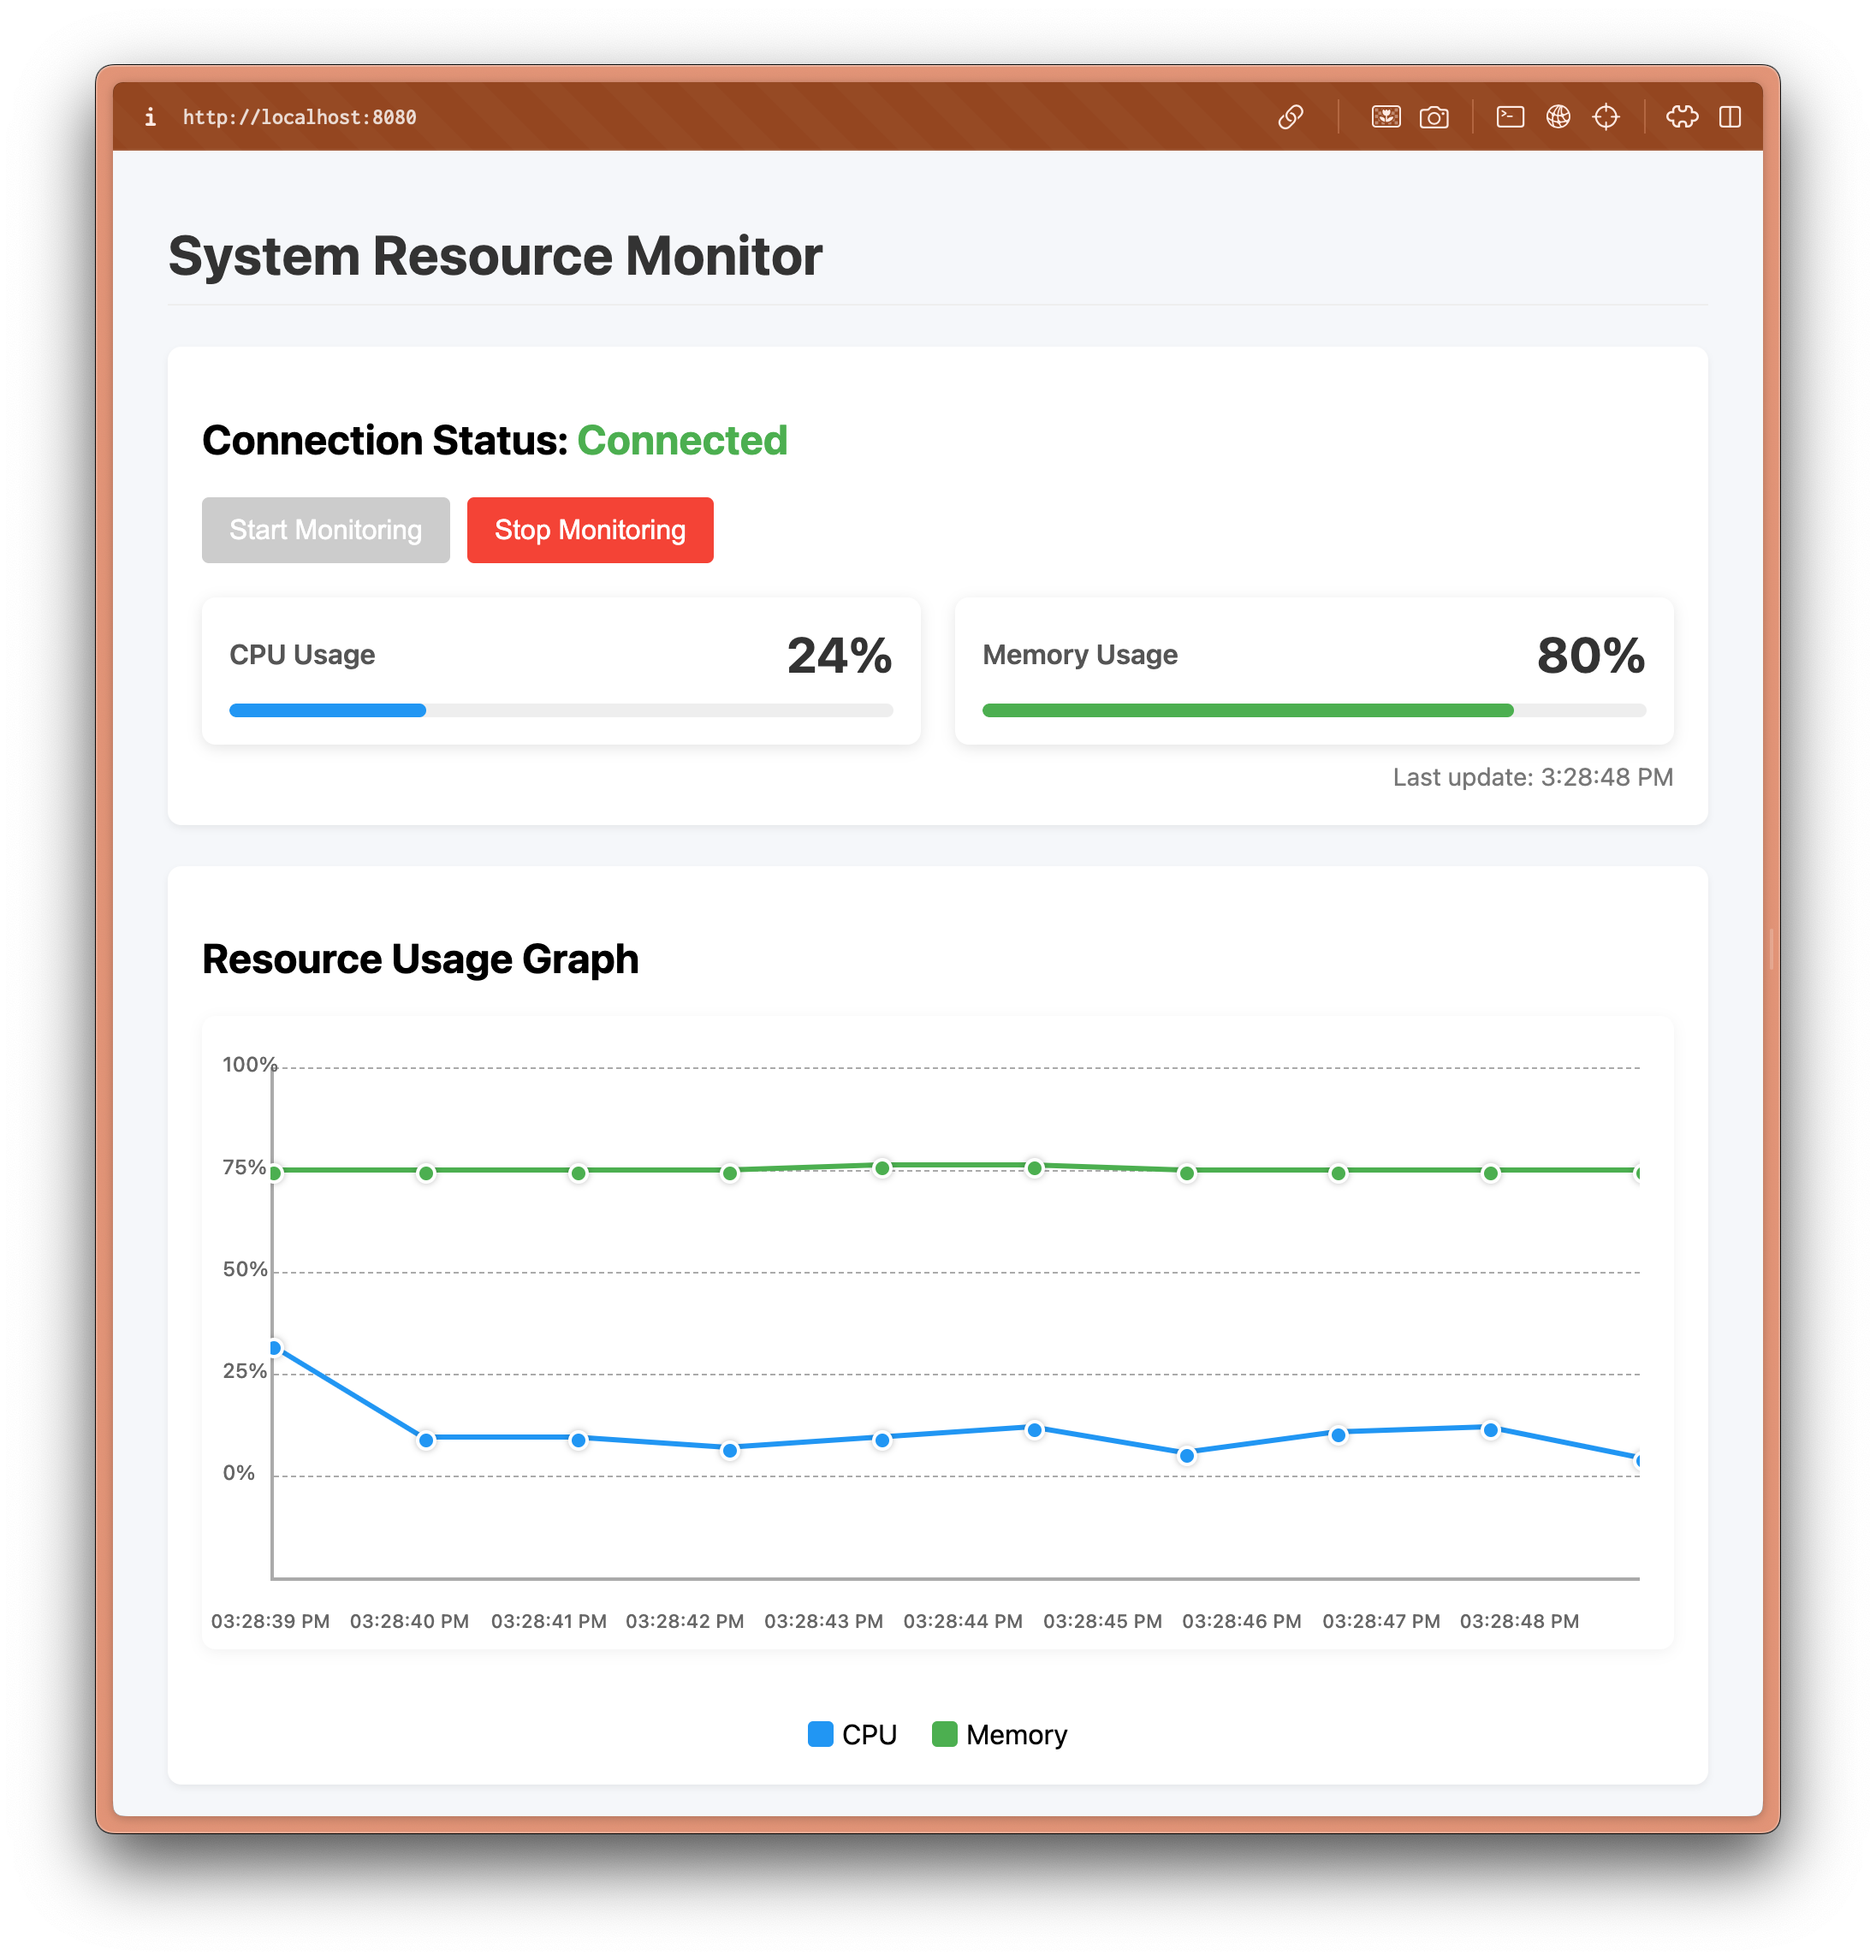 i http://localhost:8080
System Resource Monitor
Connection Status: Connected
Start Monitoring Stop Monitoring
CPU Usage 24% Memory Usage 80%
Last update: 3:28:48 PM
Resource Usage Graph
100%
75%
50%
25%
0%
03:28:39 PM 03:28:40 PM 03:28:41 PM 03:28:42 PM 03:28:43 PM 03:28:44 PM 03:28:45 PM 03:28:46 PM 03:28:47 PM 03:28:48 PM
CPU Memory